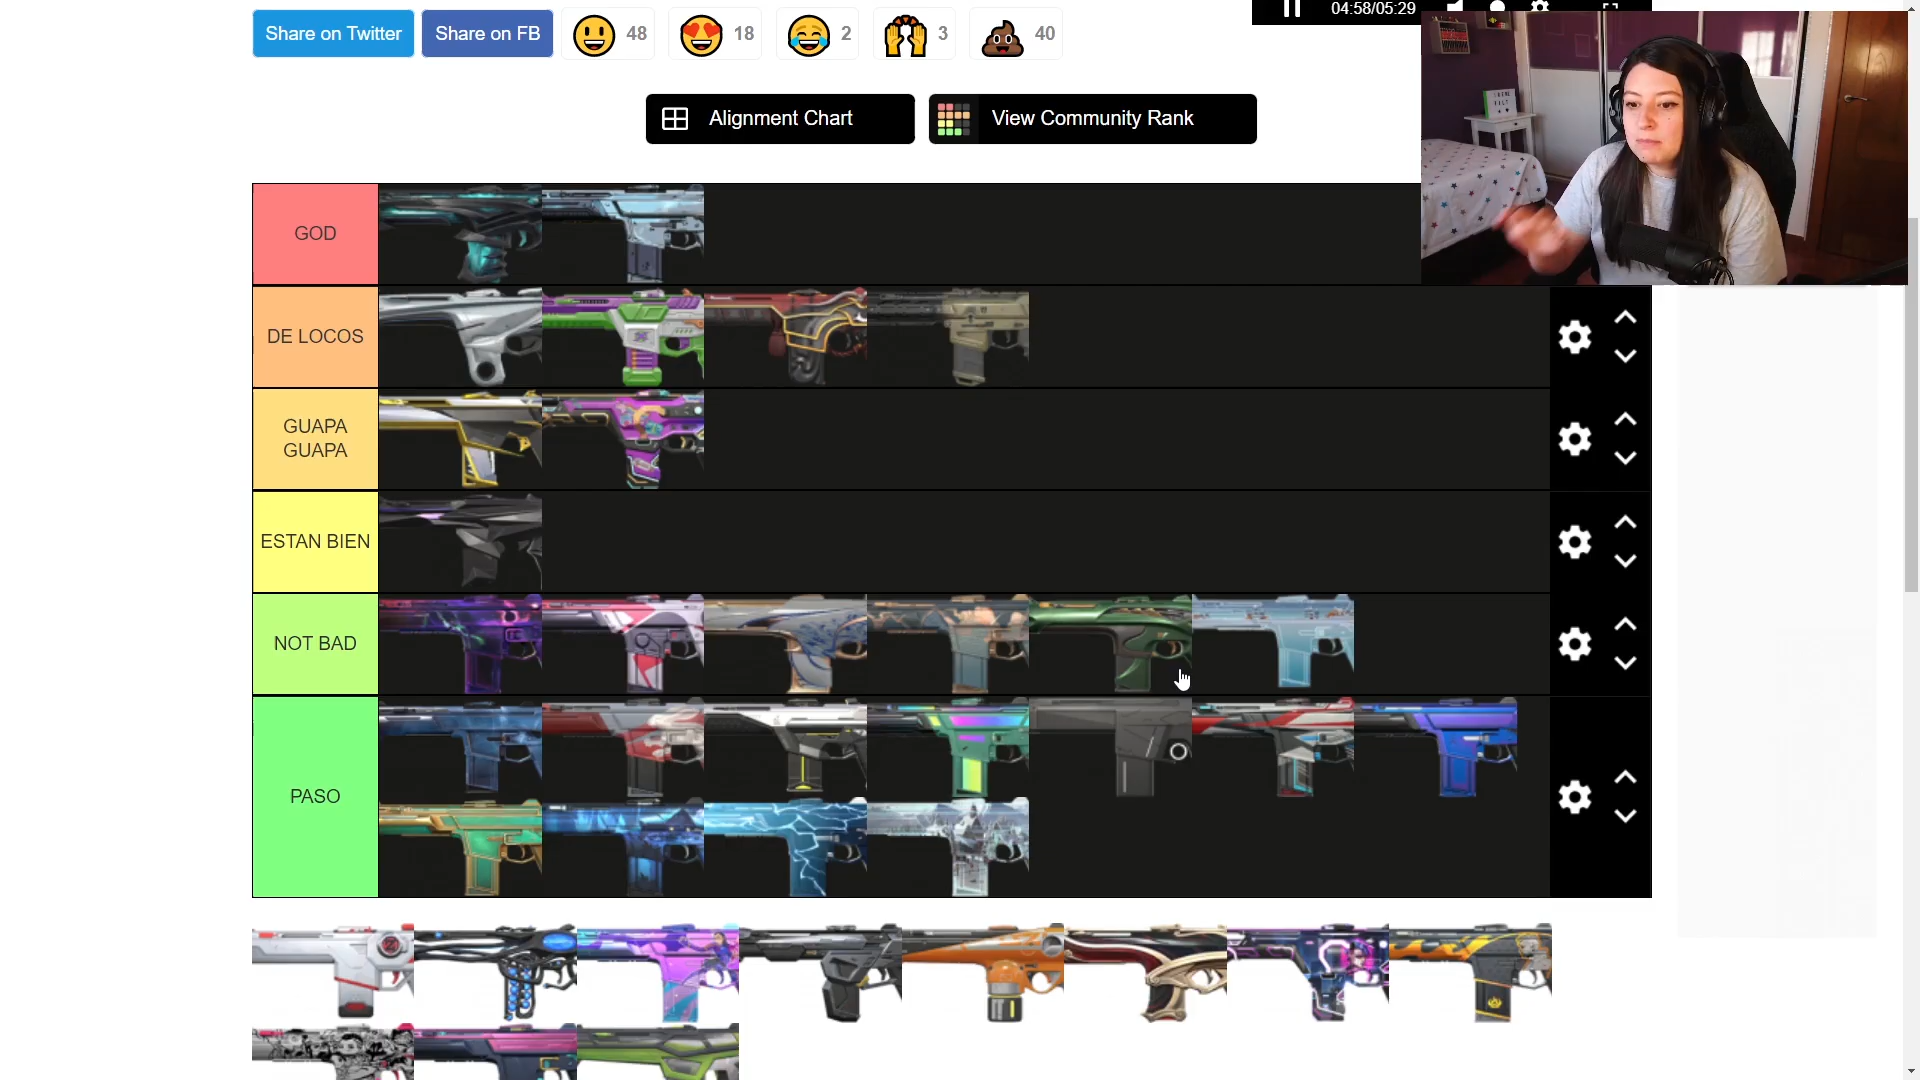 Share on Twitter
Share on FB
48
18
2
3
40
04:58/05:29
Alignment Chart
View Community Rank
GOD
DE LOCOS
GUAPA
GUAPA
ESTAN BIEN
NOT BAD
PASO